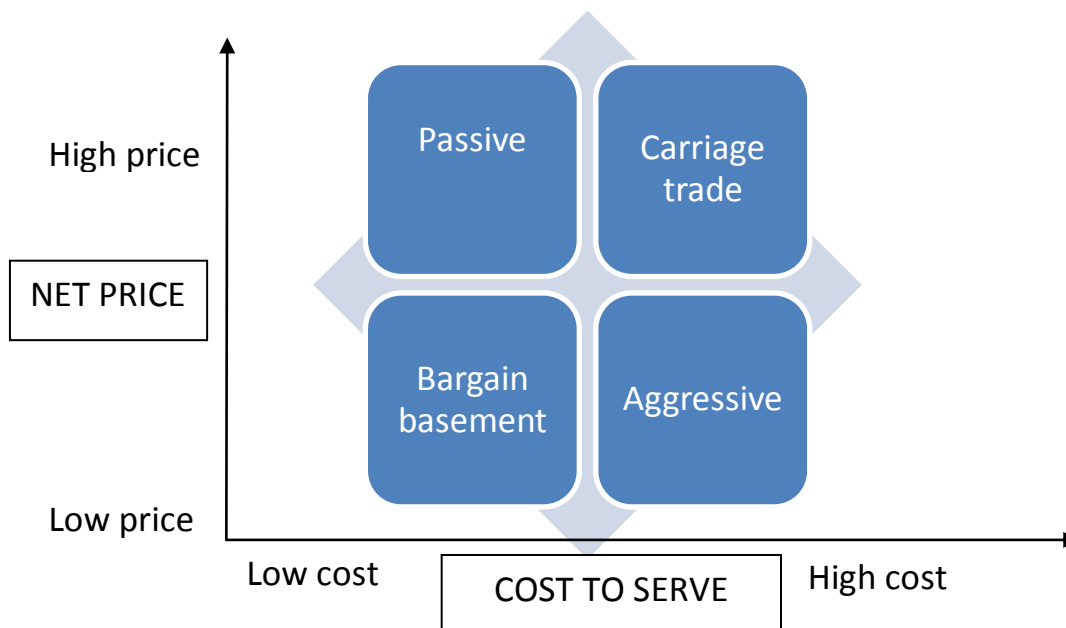 Passive
Carriage
trade
High price
NET PRICE
Bargain
basement
Aggressive
Low price
Low cost
COST TO SERVE
High cost